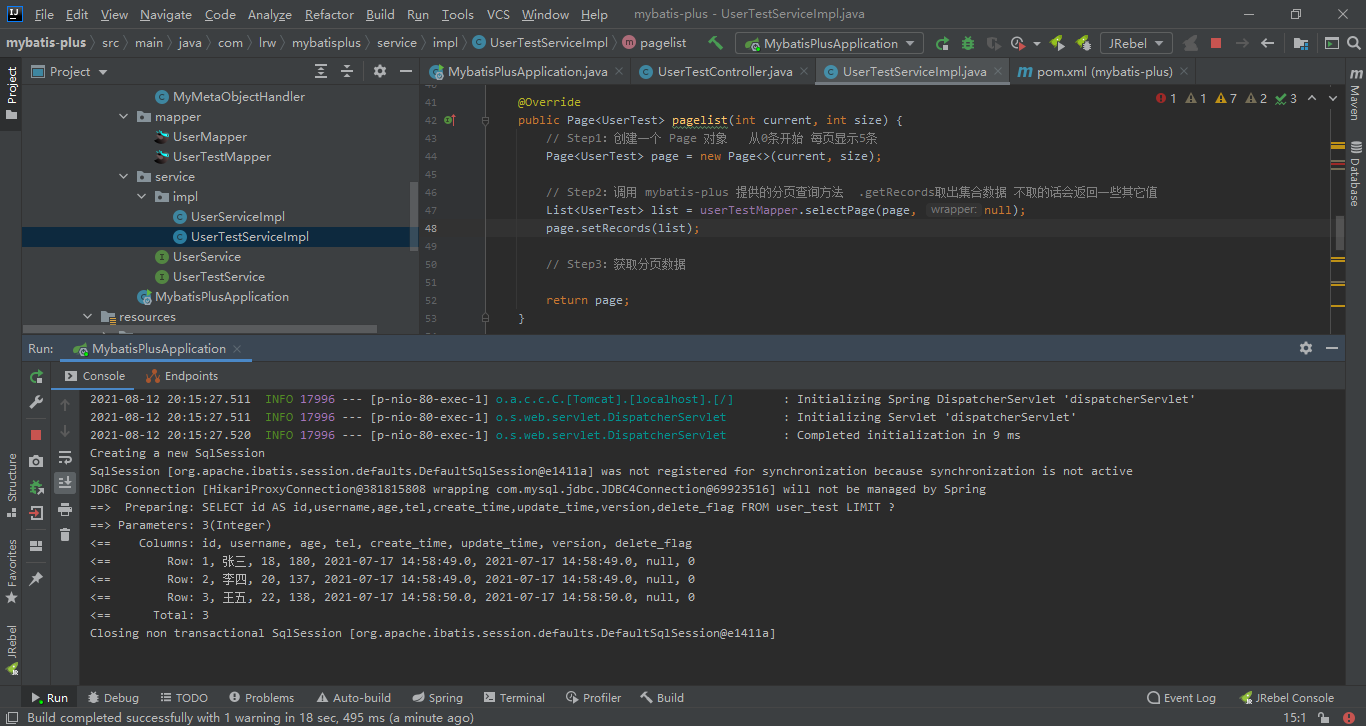 File Edit View Navigate Code Analyze Refactor Build Run Tools VCS Window Help mybatis-plus - UserTestServiceImpl.java
mybatis-plus src main java com lrw mybatisplus service impl UserTestServiceImpl pagelist MybatisPlusApplication JRebel
Project
MybatisPlusApplication.java UserTestController.java UserTestServiceImpl.java pom.xml (mybatis-plus)
Project
Maven
Database
MyMetaObjectHandler
mapper
UserMapper
UserTestMapper
service
impl
UserServiceImpl
UserTestServiceImpl
UserService
UserTestService
MybatisPlusApplication
resources
1 1 7 2 3
41 @Override
42 public Page<UserTest> pagelist(int current, int size) {
43 // Step1：创建一个 Page 对象   从0条开始 每页显示5条
44 Page<UserTest> page = new Page<>(current, size);
45
46 // Step2：调用 mybatis-plus 提供的分页查询方法  .getRecords取出集合数据 不取的话会返回一些其它值
47 List<UserTest> list = userTestMapper.selectPage(page, wrapper: null);
48 page.setRecords(list);
49
50 // Step3：获取分页数据
51
52 return page;
53 }
Run: MybatisPlusApplication
Console Endpoints
2021-08-12 20:15:27.511  INFO 17996 --- [p-nio-80-exec-1] o.a.c.c.C.[Tomcat].[localhost].[/]       : Initializing Spring DispatcherServlet 'dispatcherServlet'
2021-08-12 20:15:27.511  INFO 17996 --- [p-nio-80-exec-1] o.s.web.servlet.DispatcherServlet        : Initializing Servlet 'dispatcherServlet'
2021-08-12 20:15:27.520  INFO 17996 --- [p-nio-80-exec-1] o.s.web.servlet.DispatcherServlet        : Completed initialization in 9 ms
Creating a new SqlSession
SqlSession [org.apache.ibatis.session.defaults.DefaultSqlSession@e1411a] was not registered for synchronization because synchronization is not active
JDBC Connection [HikariProxyConnection@381815808 wrapping com.mysql.jdbc.JDBC4Connection@69923516] will not be managed by Spring
==>  Preparing: SELECT id AS id,username,age,tel,create_time,update_time,version,delete_flag FROM user_test LIMIT ?
==> Parameters: 3(Integer)
<==    Columns: id, username, age, tel, create_time, update_time, version, delete_flag
<==        Row: 1, 张三, 18, 180, 2021-07-17 14:58:49.0, 2021-07-17 14:58:49.0, null, 0
<==        Row: 2, 李四, 20, 137, 2021-07-17 14:58:49.0, 2021-07-17 14:58:49.0, null, 0
<==        Row: 3, 王五, 22, 138, 2021-07-17 14:58:50.0, 2021-07-17 14:58:50.0, null, 0
<==      Total: 3
Closing non transactional SqlSession [org.apache.ibatis.session.defaults.DefaultSqlSession@e1411a]
Structure
Favorites
JRebel
Run Debug TODO Problems Auto-build Spring Terminal Profiler Build Event Log JRebel Console
Build completed successfully with 1 warning in 18 sec, 495 ms (a minute ago) 15:1